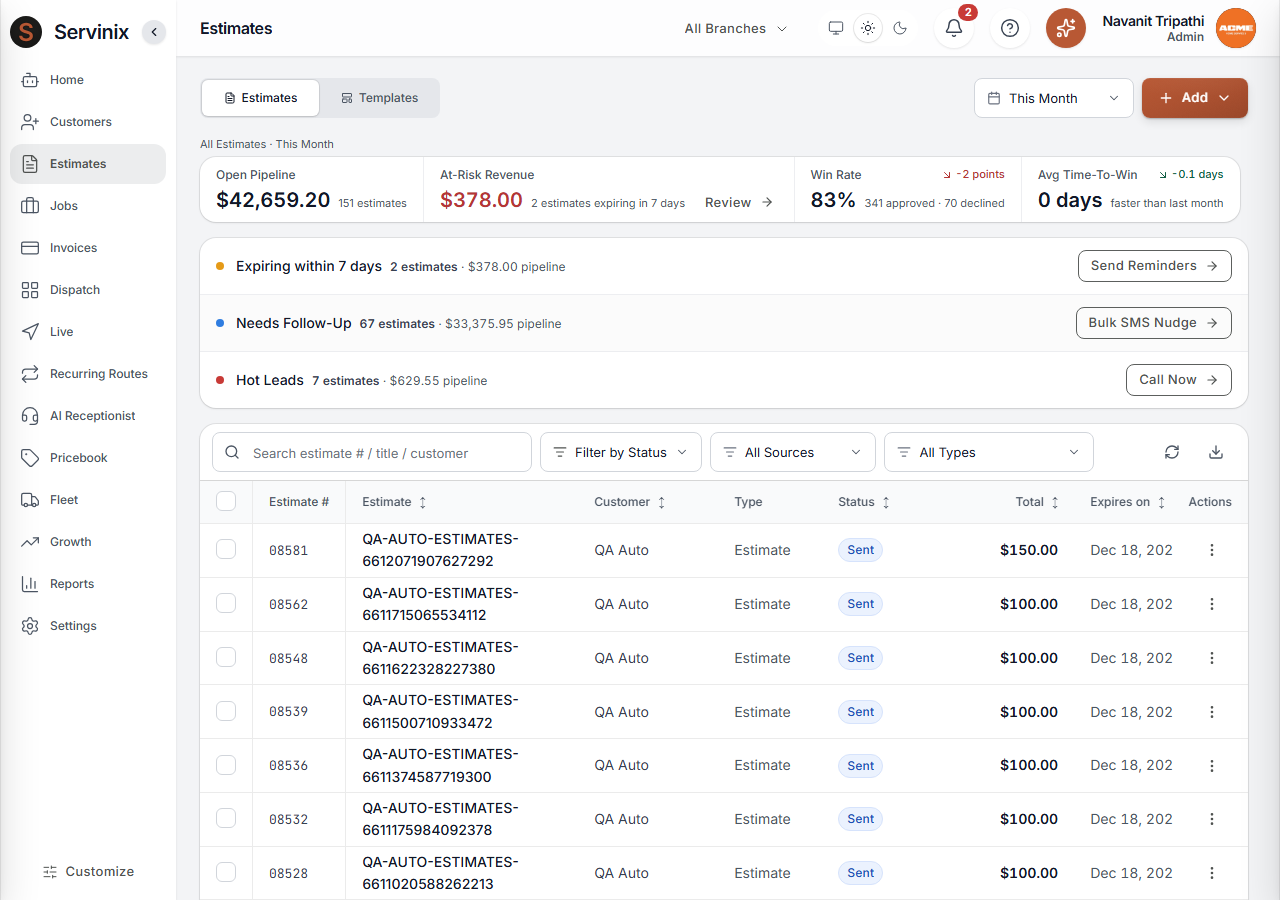 S Servinix
Estimates
All Branches
2
Navanit Tripathi
Admin
ACME
Home
Customers
Estimates
Jobs
Invoices
Dispatch
Live
Recurring Routes
AI Receptionist
Pricebook
Fleet
Growth
Reports
Settings
Customize
Estimates
Templates
This Month
Add
All Estimates · This Month
Open Pipeline
$42,659.20 151 estimates
At-Risk Revenue
$378.00 2 estimates expiring in 7 days Review
Win Rate -2 points
83% 341 approved · 70 declined
Avg Time-To-Win -0.1 days
0 days faster than last month
Expiring within 7 days 2 estimates · $378.00 pipeline Send Reminders
Needs Follow-Up 67 estimates · $33,375.95 pipeline Bulk SMS Nudge
Hot Leads 7 estimates · $629.55 pipeline Call Now
Search estimate # / title / customer Filter by Status All Sources All Types
Estimate # Estimate Customer Type Status Total Expires on Actions
08581 QA-AUTO-ESTIMATES- QA Auto Estimate Sent $150.00 Dec 18, 202
6612071907627292
08562 QA-AUTO-ESTIMATES- QA Auto Estimate Sent $100.00 Dec 18, 202
6611715065534112
08548 QA-AUTO-ESTIMATES- QA Auto Estimate Sent $100.00 Dec 18, 202
6611622328227380
08539 QA-AUTO-ESTIMATES- QA Auto Estimate Sent $100.00 Dec 18, 202
6611500710933472
08536 QA-AUTO-ESTIMATES- QA Auto Estimate Sent $100.00 Dec 18, 202
6611374587719300
08532 QA-AUTO-ESTIMATES- QA Auto Estimate Sent $100.00 Dec 18, 202
6611175984092378
08528 QA-AUTO-ESTIMATES- QA Auto Estimate Sent $100.00 Dec 18, 202
6611020588262213